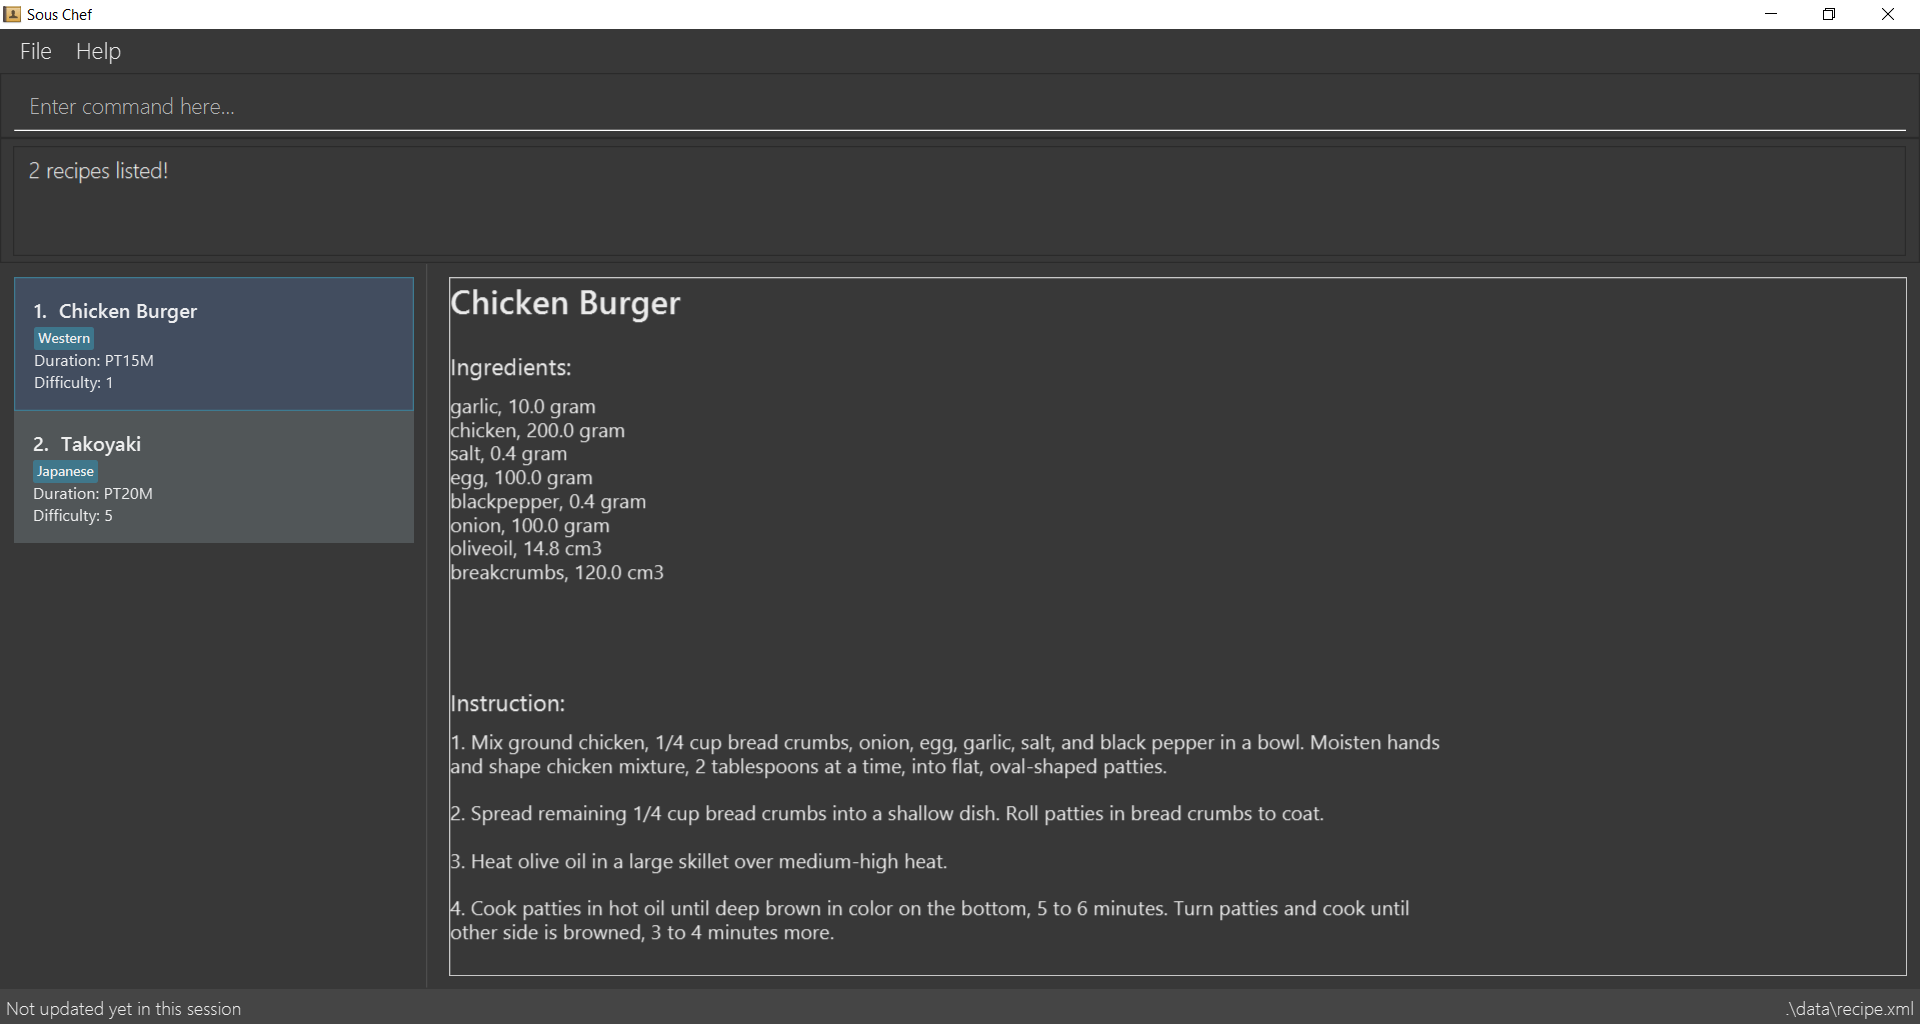 Sous Chef
File Help
Enter command here...
2 recipes listed!
1. Chicken Burger
Western
Duration: PT15M
Difficulty: 1
2. Takoyaki
Japanese
Duration: PT20M
Difficulty: 5
Chicken Burger
Ingredients:
garlic, 10.0 gram
chicken, 200.0 gram
salt, 0.4 gram
egg, 100.0 gram
blackpepper, 0.4 gram
onion, 100.0 gram
oliveoil, 14.8 cm3
breakcrumbs, 120.0 cm3
Instruction:
1. Mix ground chicken, 1/4 cup bread crumbs, onion, egg, garlic, salt, and black pepper in a bowl. Moisten hands
and shape chicken mixture, 2 tablespoons at a time, into flat, oval-shaped patties.
2. Spread remaining 1/4 cup bread crumbs into a shallow dish. Roll patties in bread crumbs to coat.
3. Heat olive oil in a large skillet over medium-high heat.
4. Cook patties in hot oil until deep brown in color on the bottom, 5 to 6 minutes. Turn patties and cook until
other side is browned, 3 to 4 minutes more.
Not updated yet in this session
.\data\recipe.xml